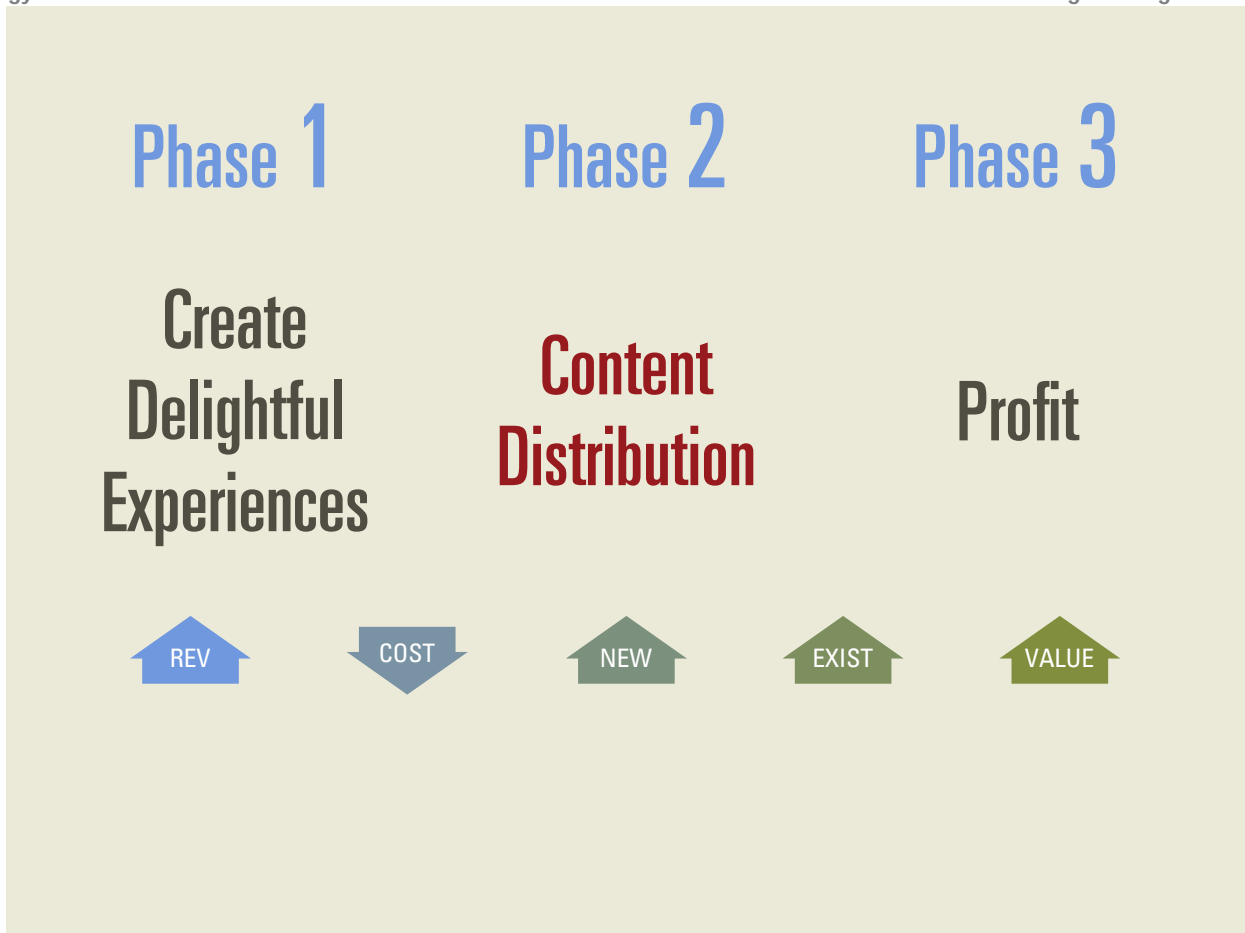 Phase 1
Phase 2
Phase 3
Create
Delightful
Experiences
Content
Distribution
Profit
REV
COST
NEW
EXIST
VALUE